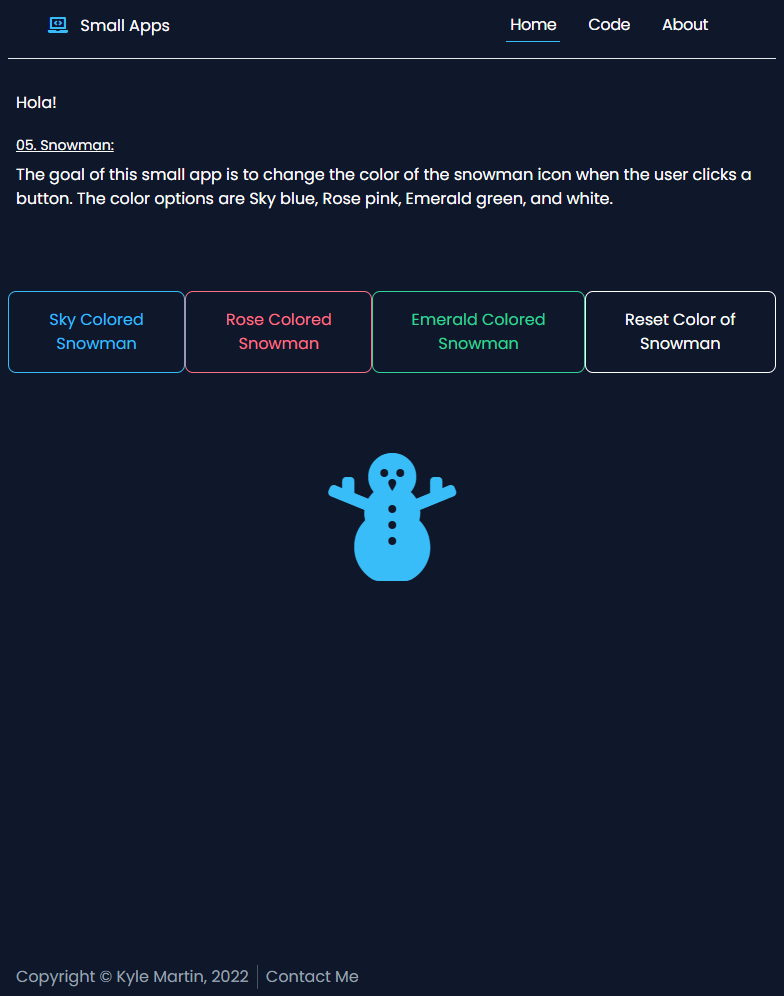 Small Apps
Home
Code
About
Hola!
05. Snowman:
The goal of this small app is to change the color of the snowman icon when the user clicks a
button. The color options are Sky blue, Rose pink, Emerald green, and white.
Sky Colored
Snowman
Rose Colored
Snowman
Emerald Colored
Snowman
Reset Color of
Snowman
Copyright © Kyle Martin, 2022
Contact Me